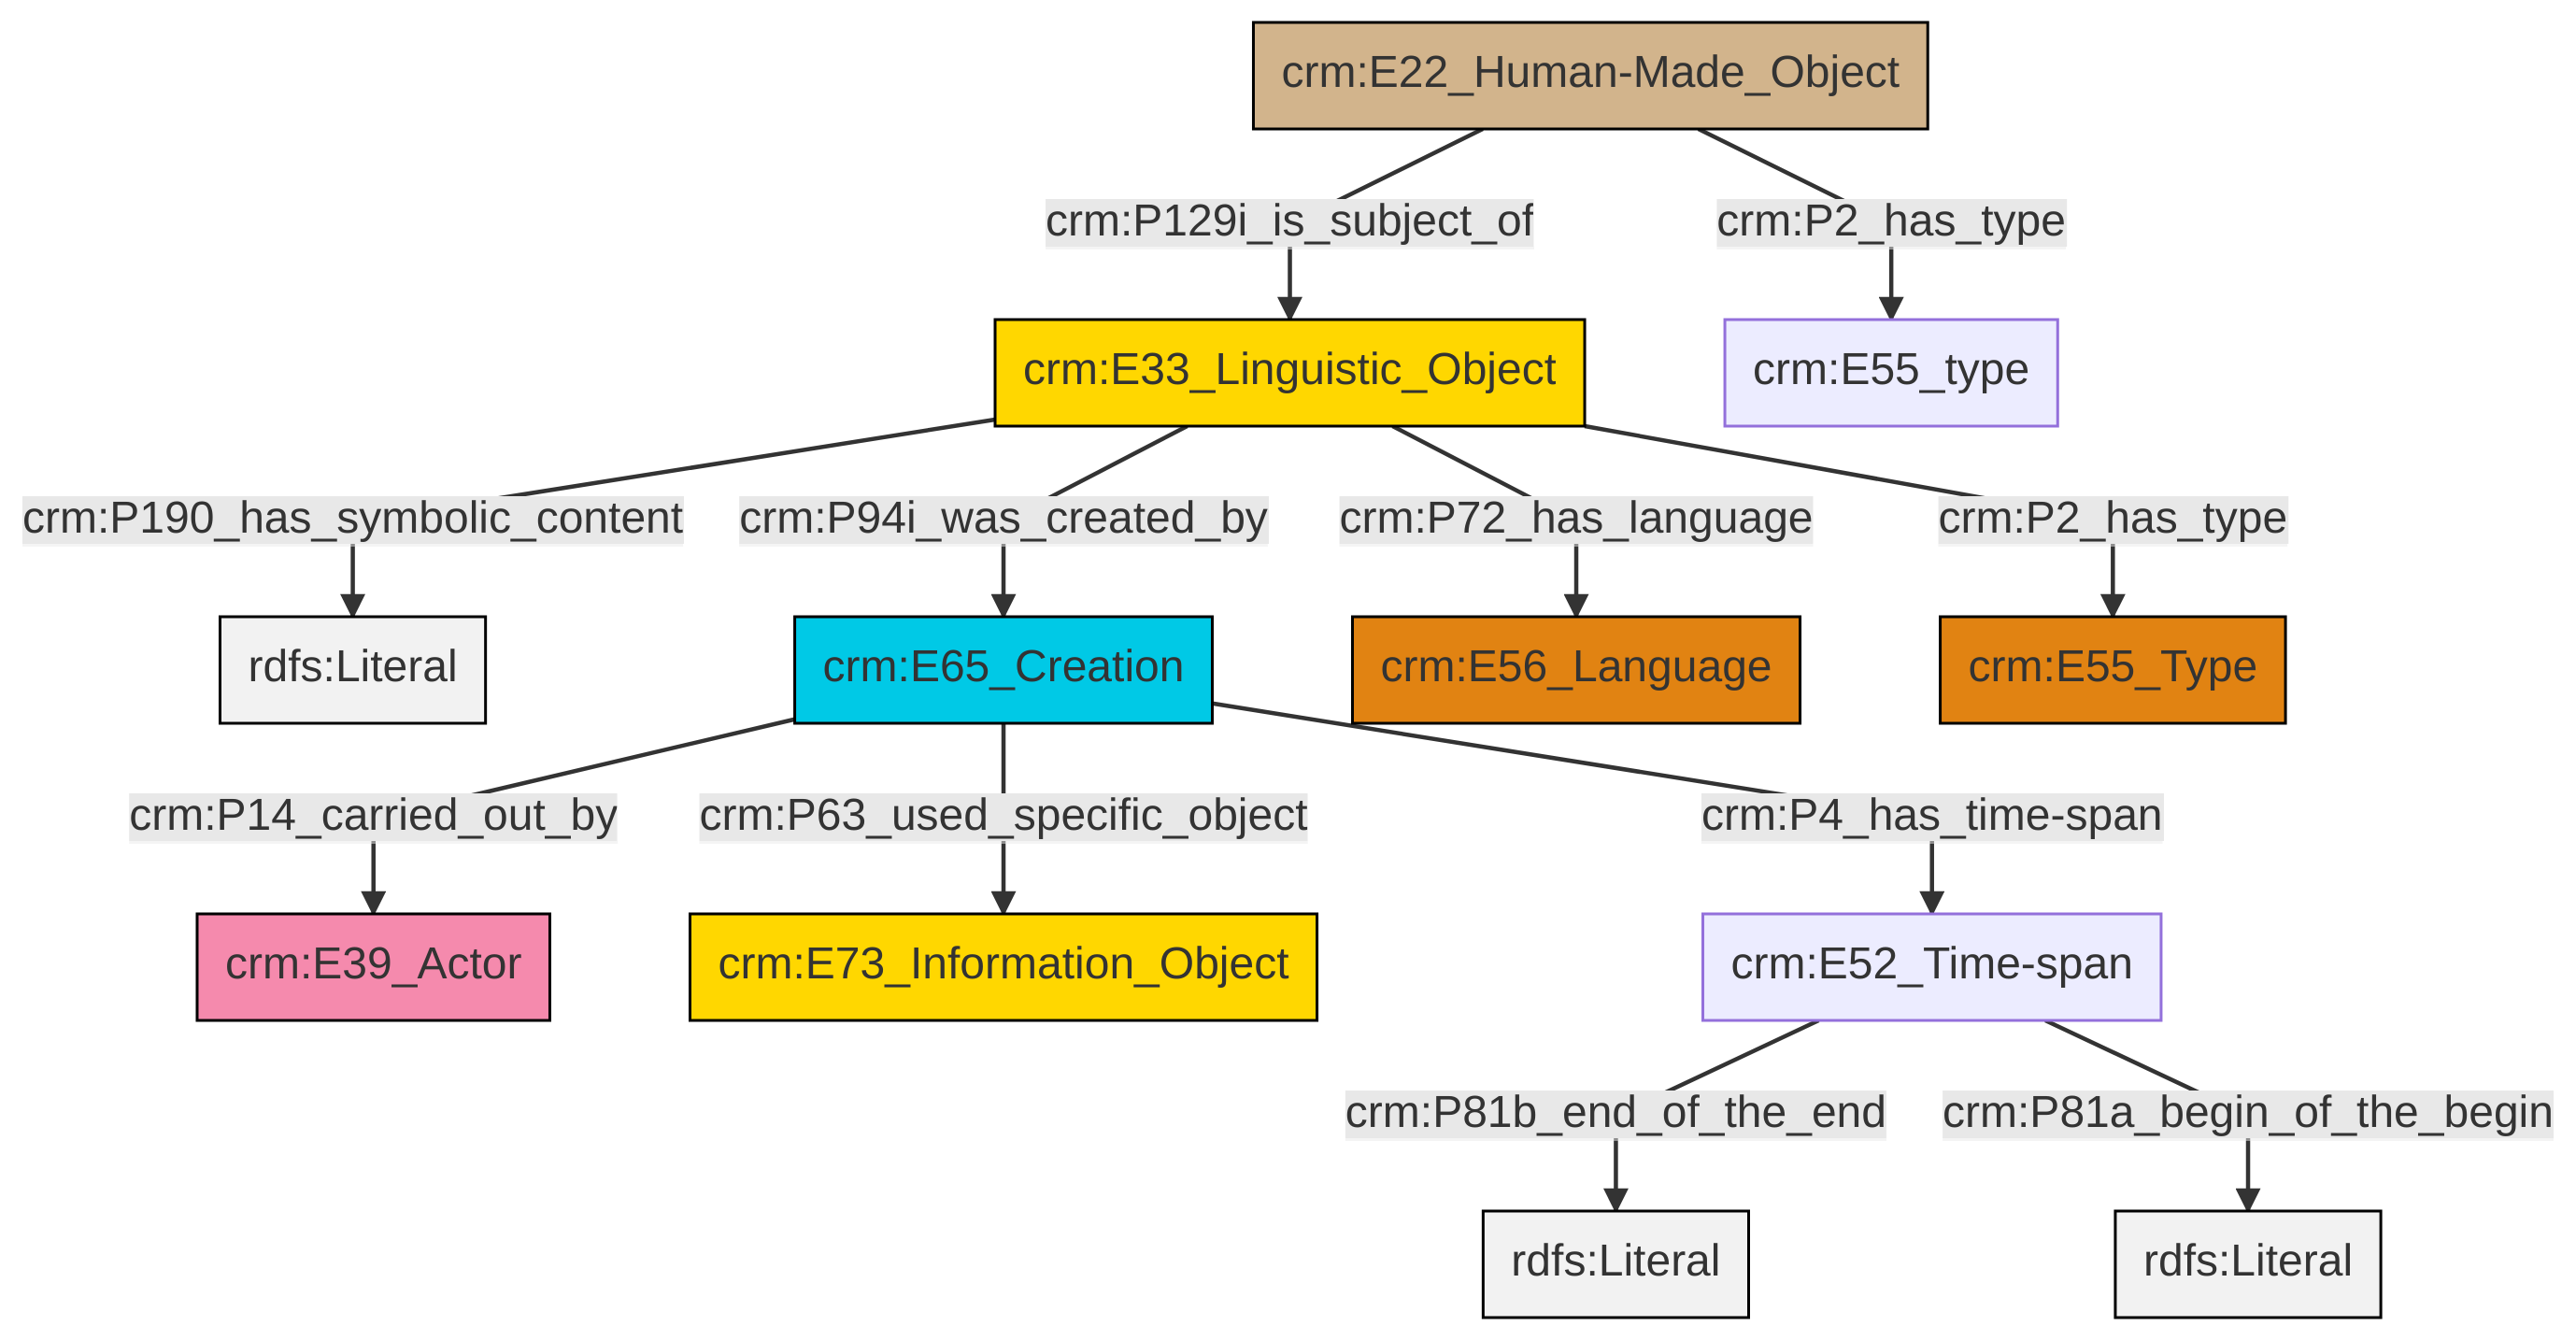 crm:E22_Human-Made_Object
crm:P129i_is_subject_of
crm:P2_has_type
crm:E33_Linguistic_Object
crm:E55_type
crm:P190_has_symbolic_content
crm:P94i_was_created_by
crm:P72_has_language
crm:P2_has_type
rdfs:Literal
crm:E65_Creation
crm:E56_Language
crm:E55_Type
crm:P14_carried_out_by
crm:P63_used_specific_object
crm:P4_has_time-span
crm:E39_Actor
crm:E73_Information_Object
crm:E52_Time-span
crm:P81b_end_of_the_end
crm:P81a_begin_of_the_begin
rdfs:Literal
rdfs:Literal